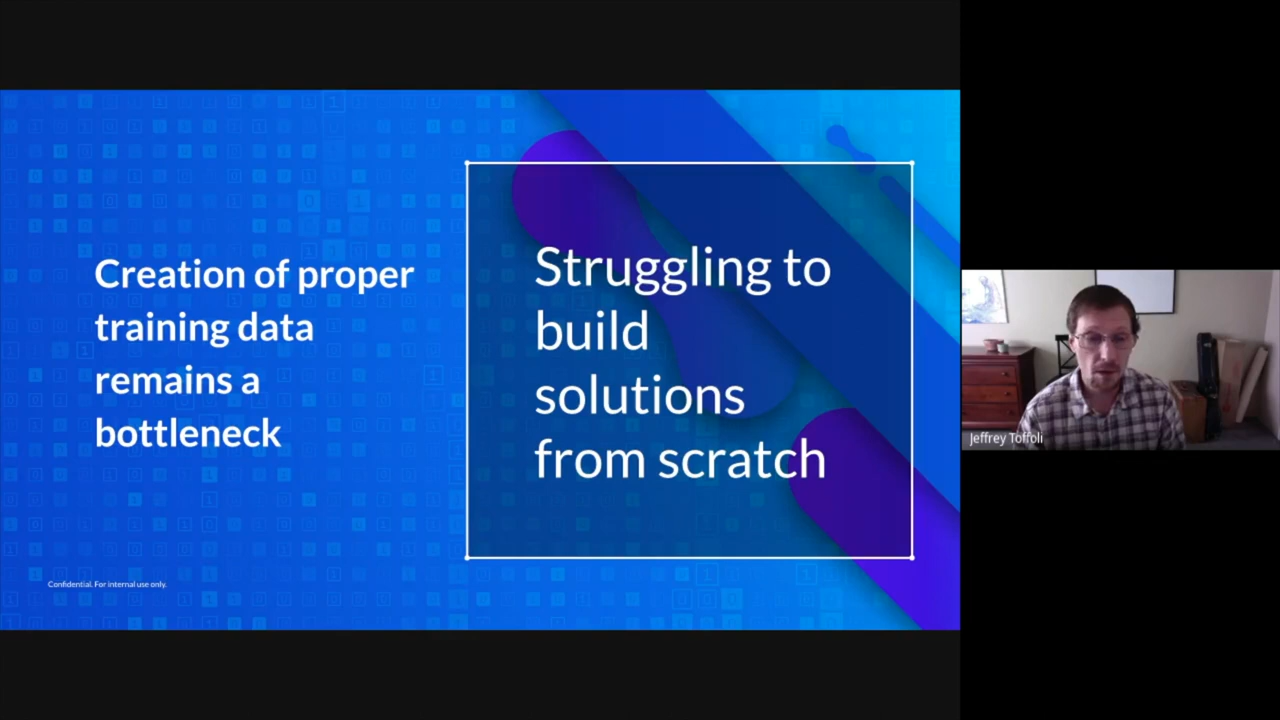 Creation of proper
training data
remains a
bottleneck
Struggling to
build
solutions
from scratch
Confidential. For internal use only.
Jeffrey Toffoli